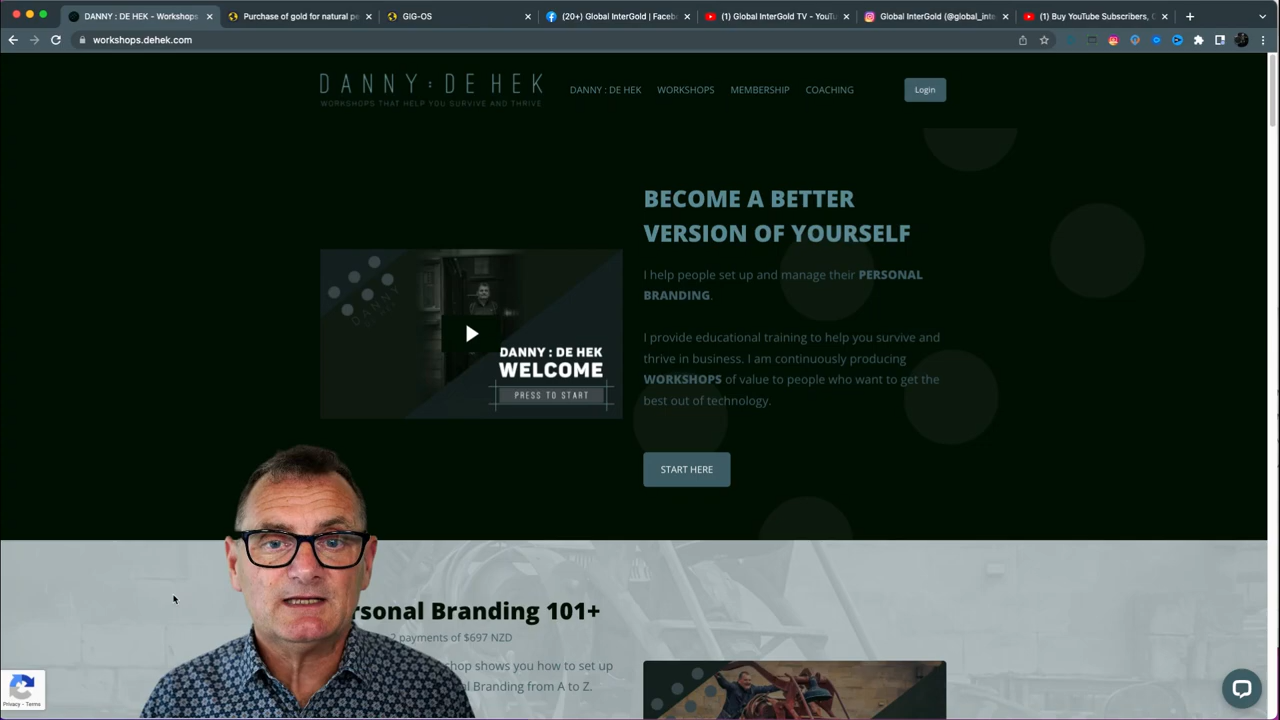 DANNY : DE HEK - Workshops
Purchase of gold for natural pe
GIG-OS
(20+) Global InterGold | Faceb
(1) Global InterGold TV - YouTu
Global InterGold (@global_inte
(1) Buy YouTube Subscribers, C
workshops.dehek.com
DANNY : DE HEK
WORKSHOPS THAT HELP YOU SURVIVE AND THRIVE
DANNY : DE HEK
WORKSHOPS
MEMBERSHIP
COACHING
Login
BECOME A BETTER
VERSION OF YOURSELF
I help people set up and manage their PERSONAL
BRANDING.
I provide educational training to help you survive and
thrive in business. I am continuously producing
WORKSHOPS of value to people who want to get the
best out of technology.
START HERE
DANNY : DE HEK
WELCOME
PRESS TO START
rsonal Branding 101+
2 payments of $697 NZD
shop shows you how to set up
l Branding from A to Z.
Privacy - Terms